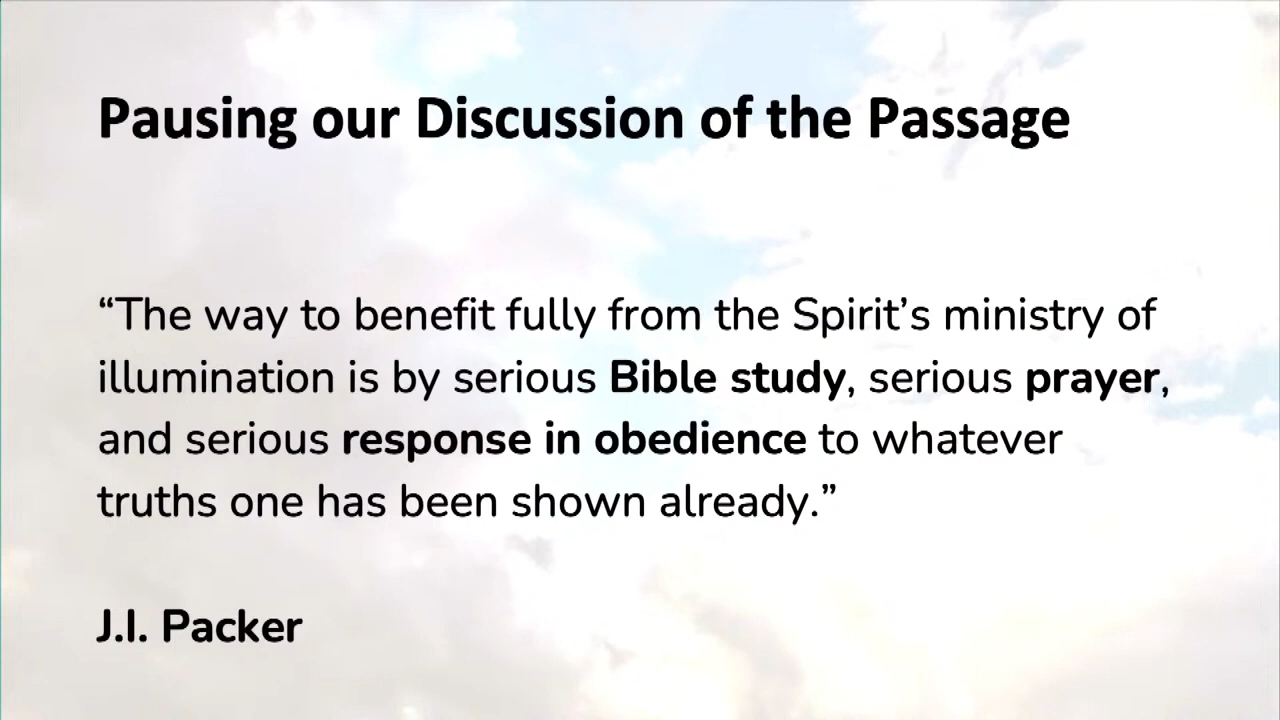 Pausing our Discussion of the Passage
“The way to benefit fully from the Spirit’s ministry of
illumination is by serious Bible study, serious prayer,
and serious response in obedience to whatever
truths one has been shown already.”
J.I. Packer